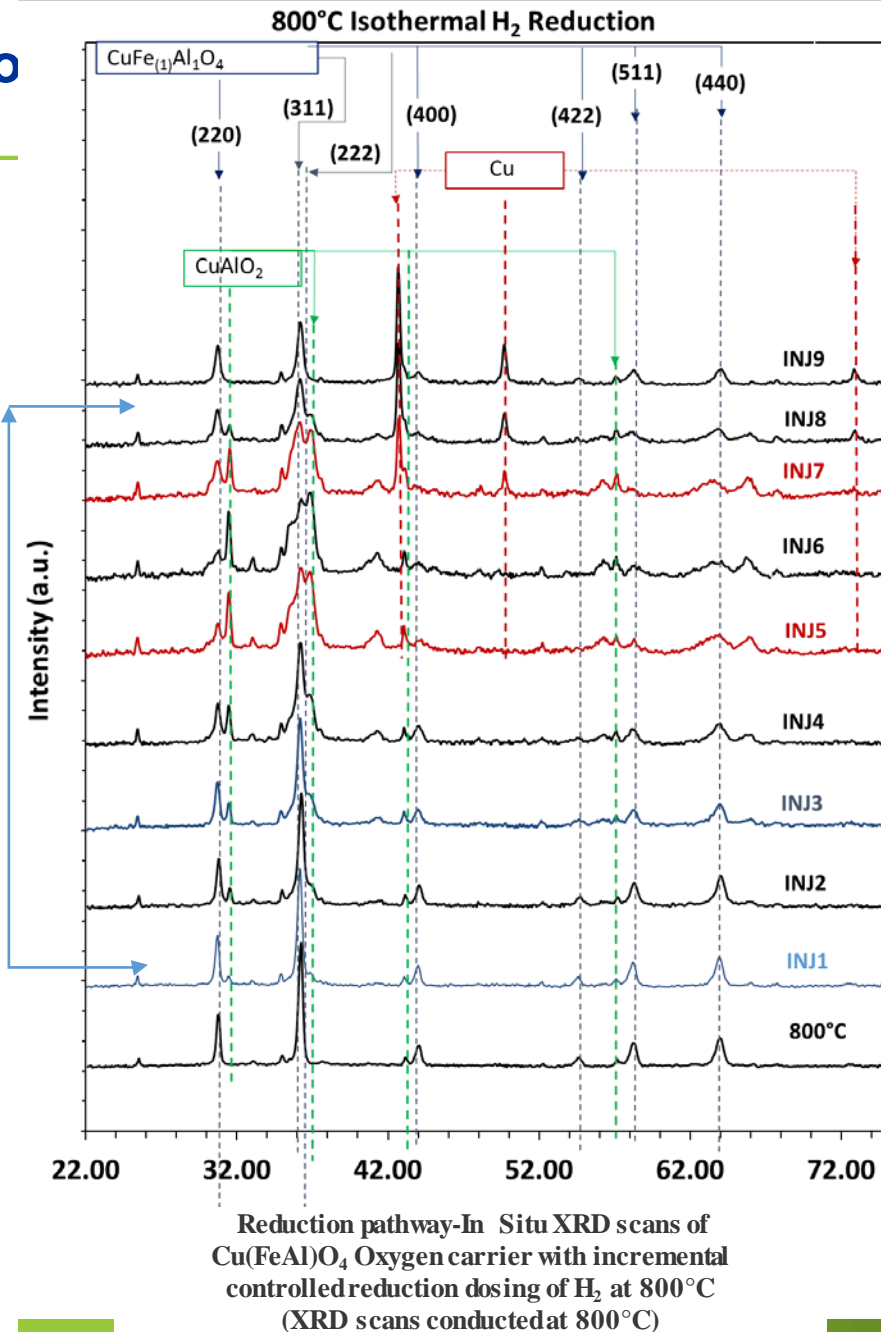 800°C Isothermal H₂ Reduction
o
CuFe₍₁₎Al₁O₄
(511)
(440)
(311)
(400)
(422)
(220)
(222)
Cu
CuAlO₂
INJ9
INJ8
INJ7
INJ6
INJ5
INJ4
INJ3
INJ2
INJ1
800°C
Intensity (a.u.)
22.00 32.00 42.00 52.00 62.00 72.00
Reduction pathway-In Situ XRD scans of
Cu(FeAl)O₄ Oxygen carrier with incremental
controlled reduction dosing of H₂ at 800°C
(XRD scans conducted at 800°C)